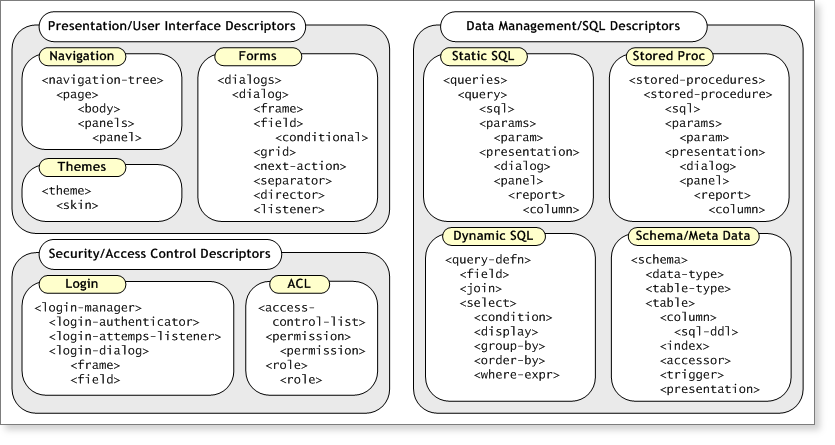 Presentation/User Interface Descriptors
Navigation
<navigation-tree>
<page>
<body>
<panels>
<panel>
Themes
<theme>
<skin>
Forms
<dialogs>
<dialog>
<frame>
<field>
<conditional>
<grid>
<next-action>
<separator>
<director>
<listener>
Security/Access Control Descriptors
Login
<login-manager>
<login-authenticator>
<login-attemps-listener>
<login-dialog>
<frame>
<field>
ACL
<access-
control-list>
<permission>
<permission>
<role>
<role>
Data Management/SQL Descriptors
Static SQL
<queries>
<query>
<sql>
<params>
<param>
<presentation>
<dialog>
<panel>
<report>
<column>
Stored Proc
<stored-procedures>
<stored-procedure>
<sql>
<params>
<param>
<presentation>
<dialog>
<panel>
<report>
<column>
Dynamic SQL
<query-defn>
<field>
<join>
<select>
<condition>
<display>
<group-by>
<order-by>
<where-expr>
Schema/Meta Data
<schema>
<data-type>
<table-type>
<table>
<column>
<sql-ddl>
<index>
<accessor>
<trigger>
<presentation>